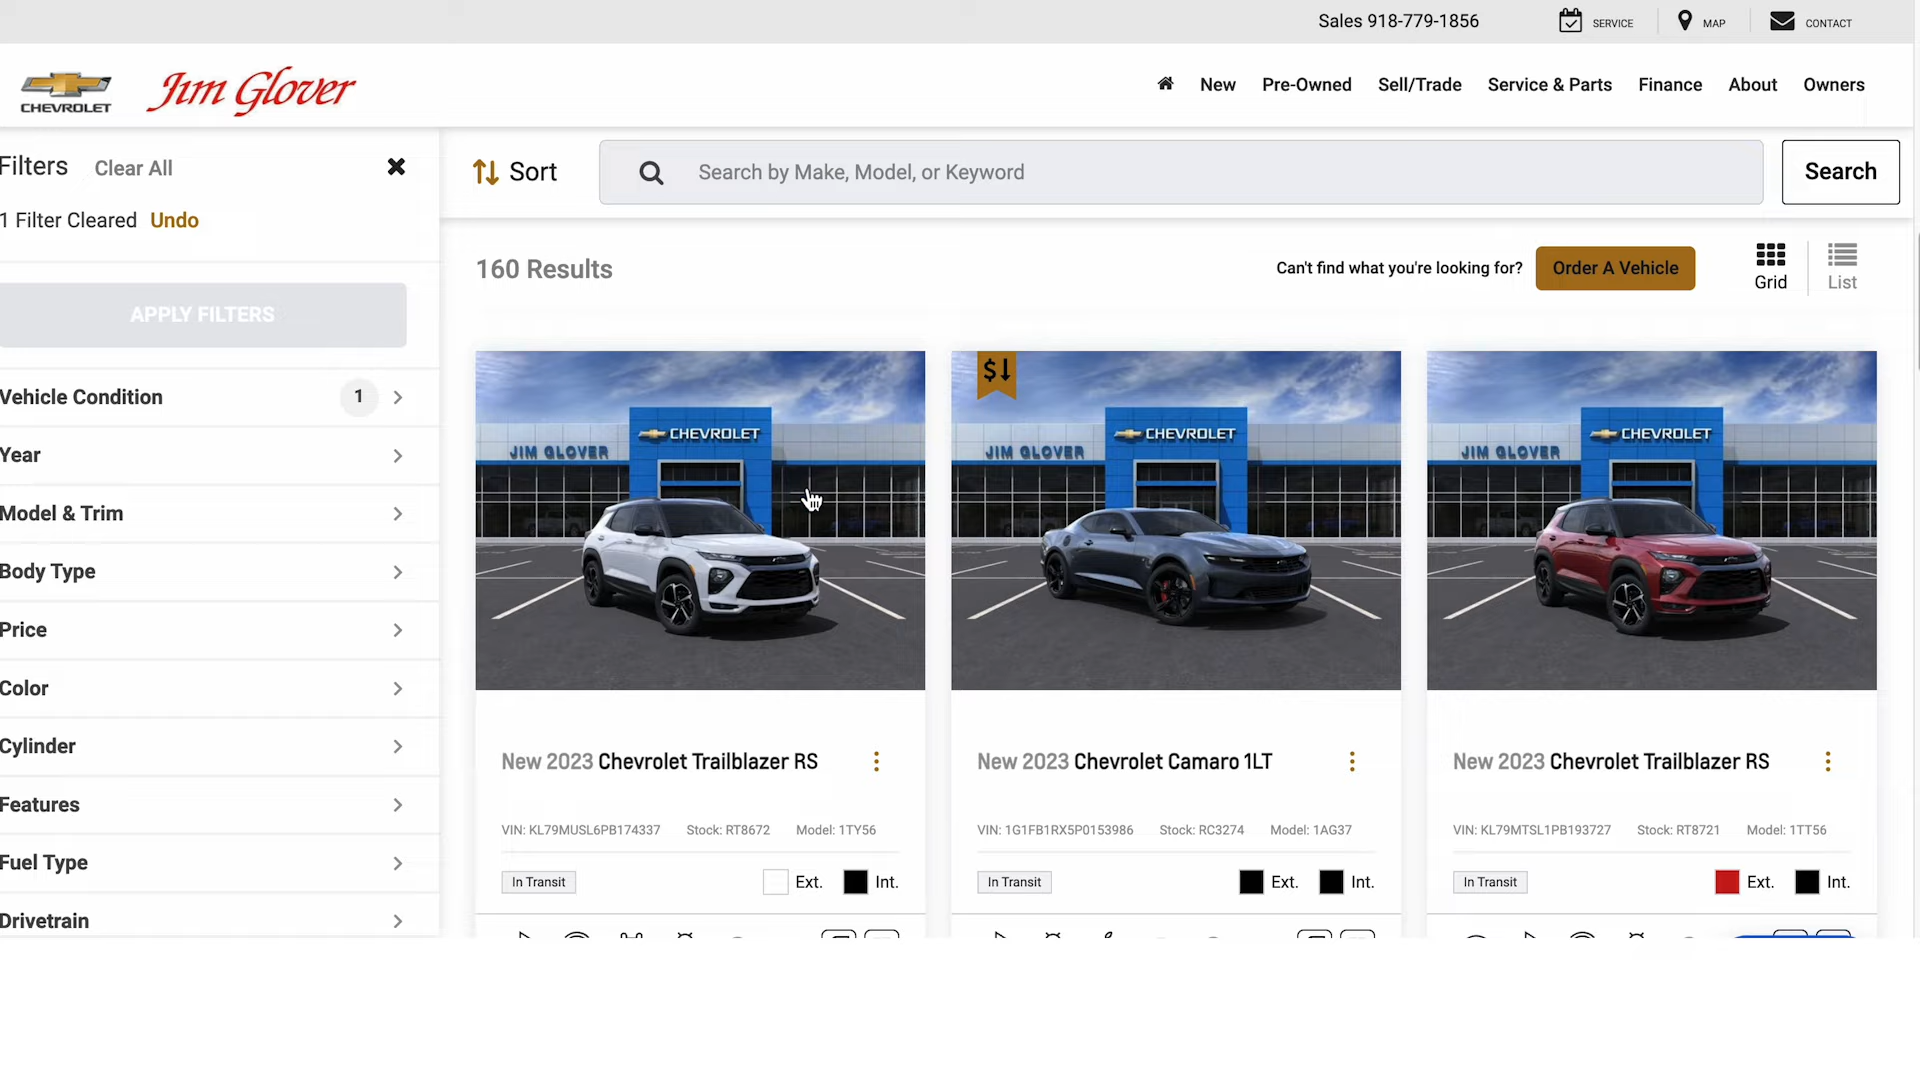 Sales 918-779-1856
SERVICE
MAP
CONTACT
CHEVROLET
Jim Glover
New
Pre-Owned
Sell/Trade
Service & Parts
Finance
About
Owners
Filters
Clear All
1 Filter Cleared Undo
APPLY FILTERS
Vehicle Condition 1
Year
Model & Trim
Body Type
Price
Color
Cylinder
Features
Fuel Type
Drivetrain
Sort
Search by Make, Model, or Keyword
Search
160 Results
Can't find what you're looking for?
Order A Vehicle
Grid
List
CHEVROLET
JIM GLOVER
New 2023 Chevrolet Trailblazer RS
VIN: KL79MUSL6PB174337 Stock: RT8672 Model: 1TY56
In Transit Ext. Int.
$
CHEVROLET
JIM GLOVER
New 2023 Chevrolet Camaro 1LT
VIN: 1G1FB1RX5P0153986 Stock: RC3274 Model: 1AG37
In Transit Ext. Int.
CHEVROLET
JIM GLOVER
New 2023 Chevrolet Trailblazer RS
VIN: KL79MTSL1PB193727 Stock: RT8721 Model: 1TT56
In Transit Ext. Int.